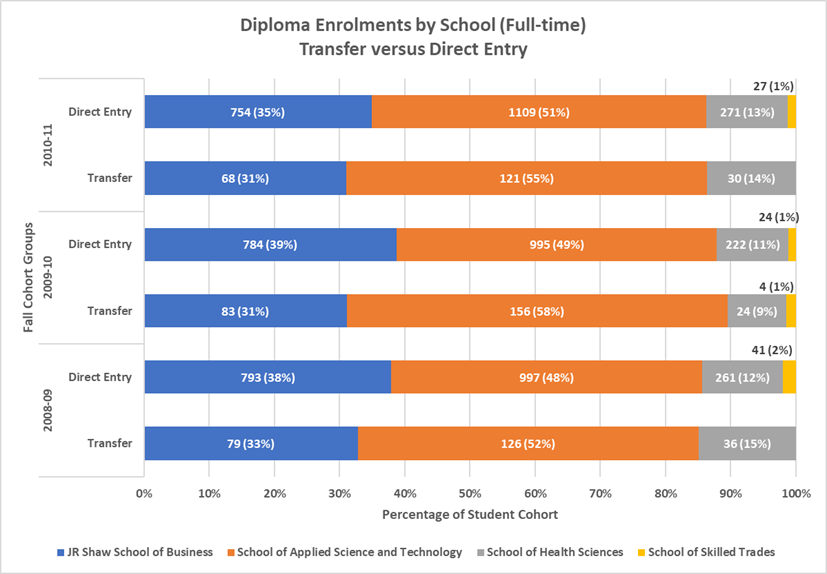 Diploma Enrolments by School (Full-time)
Transfer versus Direct Entry
Fall Cohort Groups
2010-11
27 (1%)
Direct Entry 754 (35%) 1109 (51%) 271 (13%)
Transfer 68 (31%) 121 (55%) 30 (14%)
2009-10
24 (1%)
Direct Entry 784 (39%) 995 (49%) 222 (11%)
4 (1%)
Transfer 83 (31%) 156 (58%) 24 (9%)
2008-09
41 (2%)
Direct Entry 793 (38%) 997 (48%) 261 (12%)
Transfer 79 (33%) 126 (52%) 36 (15%)
0% 10% 20% 30% 40% 50% 60% 70% 80% 90% 100%
Percentage of Student Cohort
JR Shaw School of Business School of Applied Science and Technology School of Health Sciences School of Skilled Trades